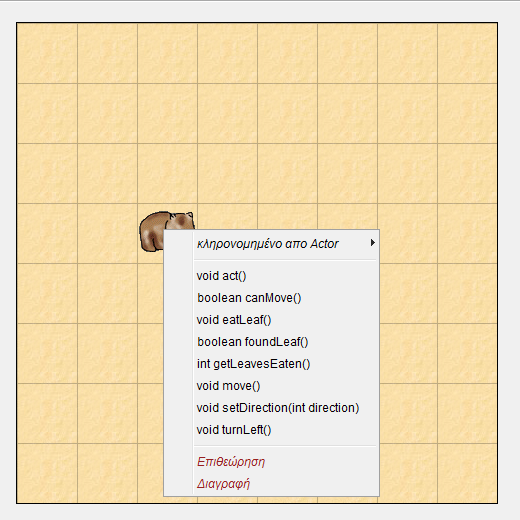 κληρονομημένο απο Actor
void act()
boolean canMove()
void eatLeaf()
boolean foundLeaf()
int getLeavesEaten()
void move()
void setDirection(int direction)
void turnLeft()
Επιθεώρηση
Διαγραφή